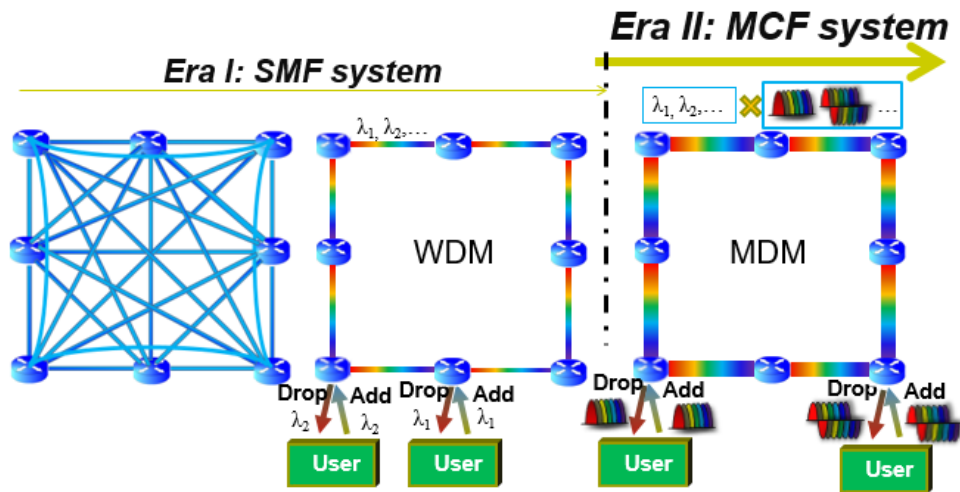 Era II: MCF system
Era I: SMF system
λ1, λ2,…
λ1, λ2,… ...
WDM
MDM
Drop Add Drop Add
λ2 λ2 λ1 λ1
Drop Add
Drop Add
User
User
User
User